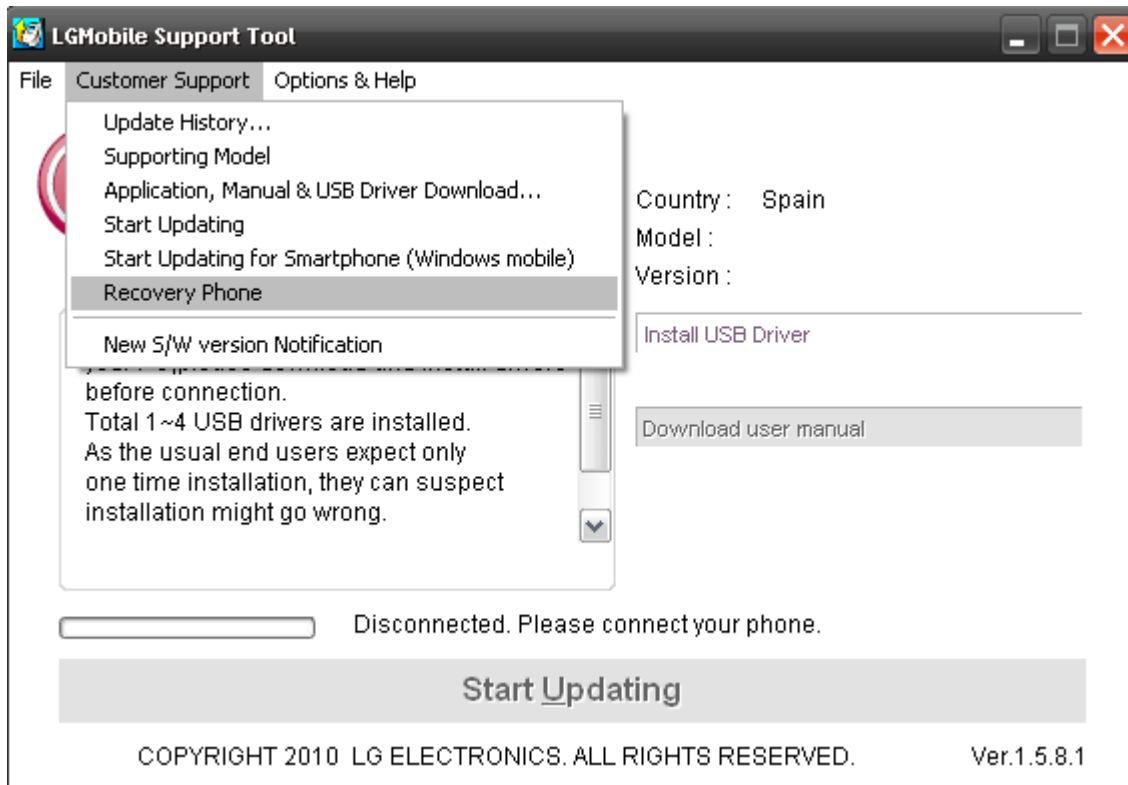 LGMobile Support Tool
File Customer Support Options & Help
Update History...
Supporting Model
Application, Manual & USB Driver Download...
Start Updating
Start Updating for Smartphone (Windows mobile)
Recovery Phone
New S/W version Notification
before connection.
Total 1~4 USB drivers are installed.
As the usual end users expect only
one time installation, they can suspect
installation might go wrong.
Country : Spain
Model :
Version :
Install USB Driver
Download user manual
Disconnected. Please connect your phone.
Start Updating
COPYRIGHT 2010 LG ELECTRONICS. ALL RIGHTS RESERVED. Ver.1.5.8.1